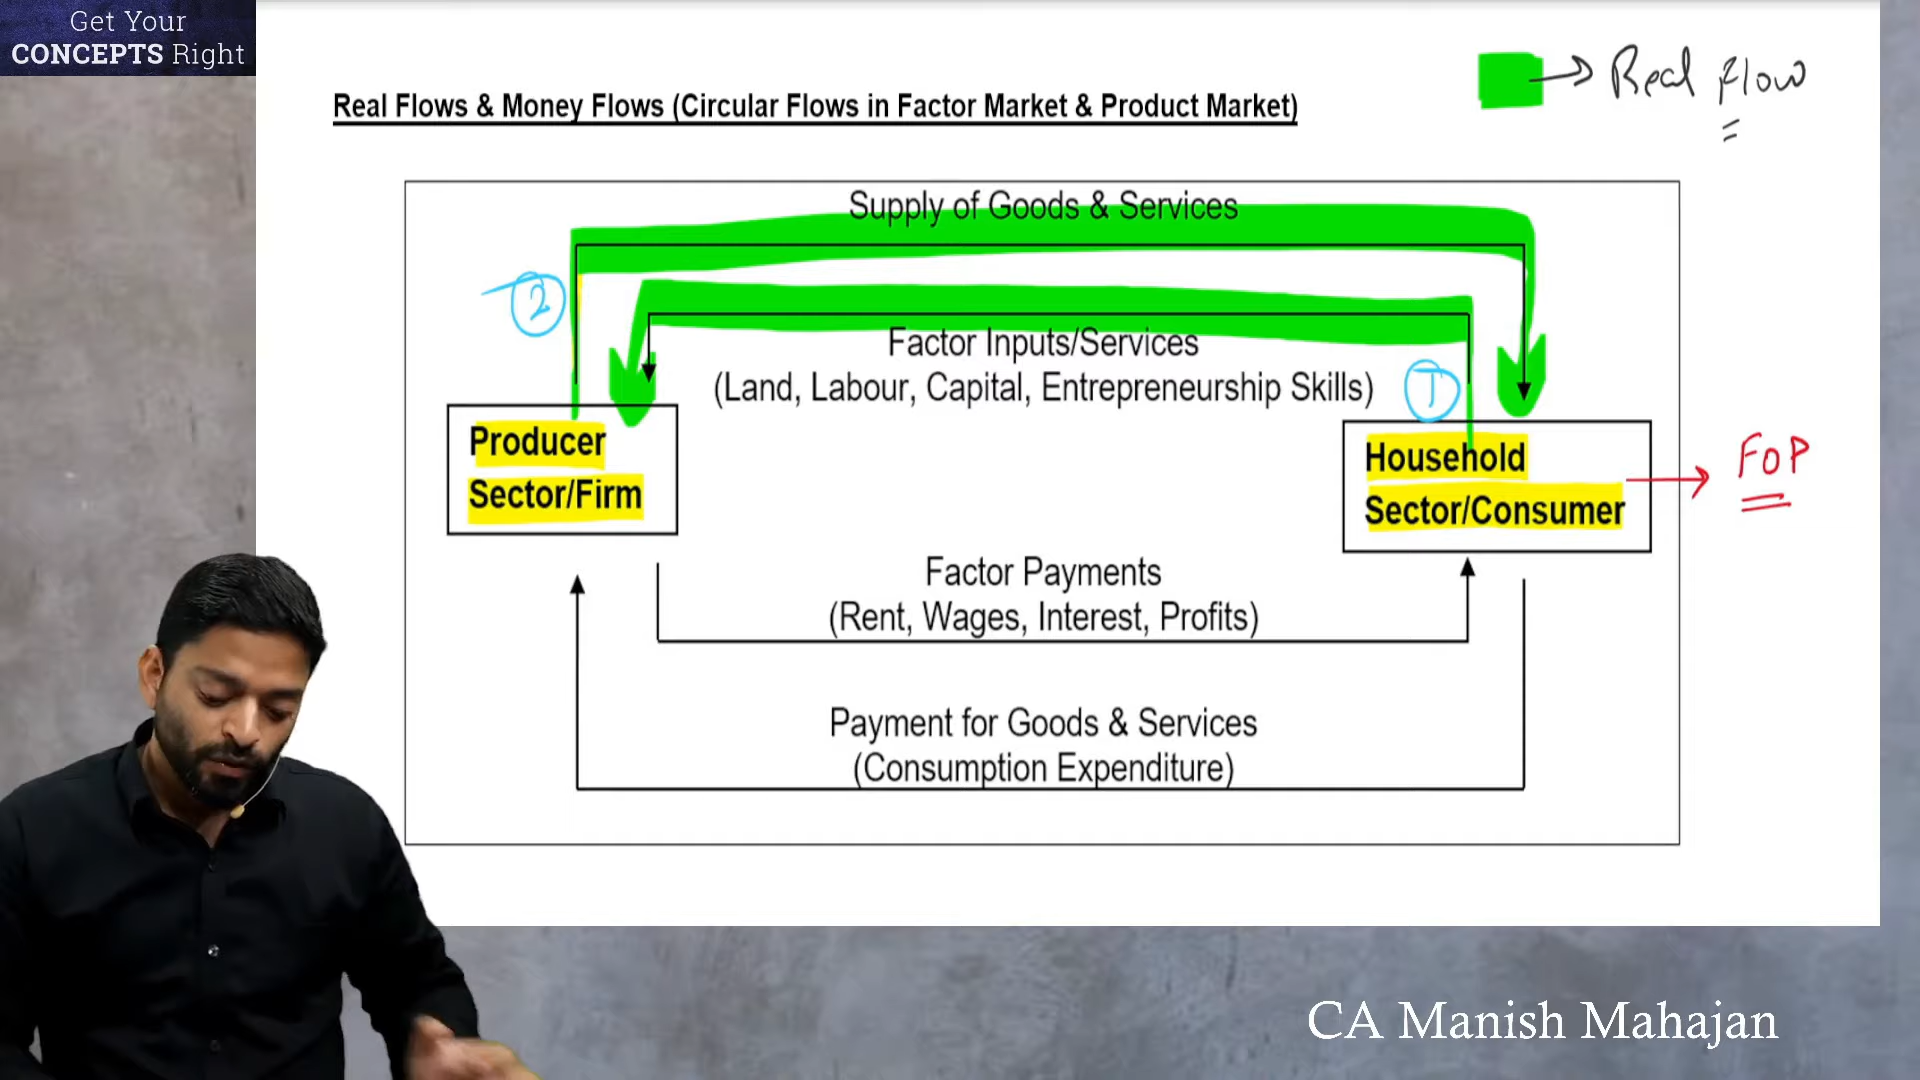 Get Your
CONCEPTS Right
Real Flow
Real Flows & Money Flows (Circular Flows in Factor Market & Product Market)
Supply of Goods & Services
2
Factor Inputs/Services
(Land, Labour, Capital, Entrepreneurship Skills)
1
Producer
Sector/Firm
Household
Sector/Consumer
FOP
Factor Payments
(Rent, Wages, Interest, Profits)
Payment for Goods & Services
(Consumption Expenditure)
CA Manish Mahajan